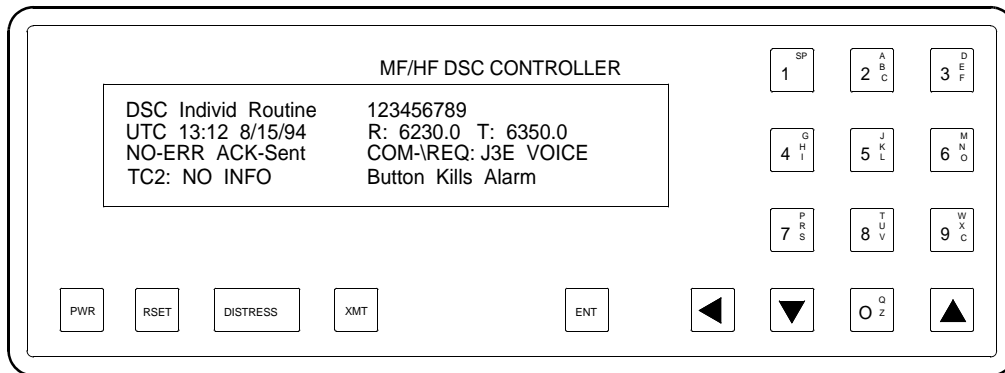 MF/HF DSC CONTROLLER
DSC Individ Routine 123456789
UTC 13:12 8/15/94 R: 6230.0 T: 6350.0
NO-ERR ACK-Sent COM-\REQ: J3E VOICE
TC2: NO INFO Button Kills Alarm
1 SP
2 A B C
3 D E F
4 G H I
5 J K L
6 M N O
7 P R S
8 T U V
9 W X C
PWR RSET DISTRESS XMT ENT O Q Z